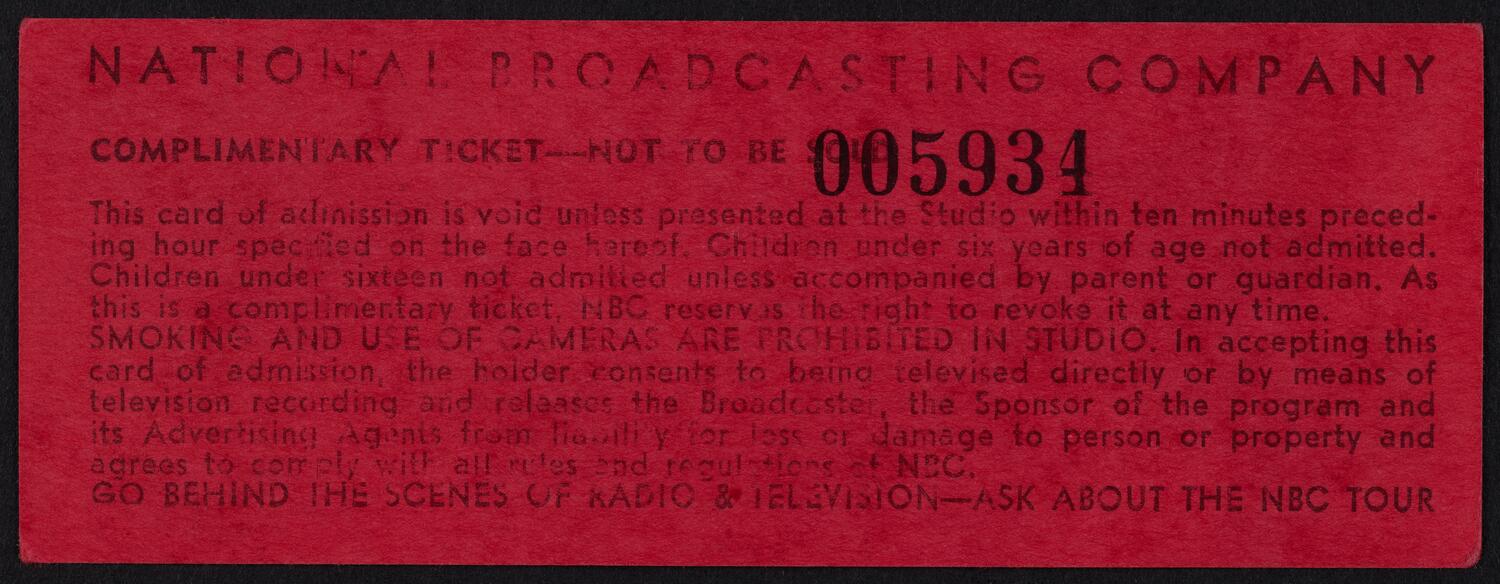 NATIONAL BROADCASTING COMPANY
COMPLIMENTARY TICKET—NOT TO BE SOLD
005934
This card of admission is void unless presented at the Studio within ten minutes preced-
ing hour specified on the face hereof. Children under six years of age not admitted.
Children under sixteen not admitted unless accompanied by parent or guardian. As
this is a complimentary ticket, NBC reserves the right to revoke it at any time.
SMOKING AND USE OF CAMERAS ARE PROHIBITED IN STUDIO. In accepting this
card of admission, the holder consents to being televised directly or by means of
television recording and releases the Broadcaster, the Sponsor of the program and
its Advertising Agents from liability for loss or damage to person or property and
agrees to comply with all rules and regulations of NBC.
GO BEHIND THE SCENES OF RADIO & TELEVISION—ASK ABOUT THE NBC TOUR